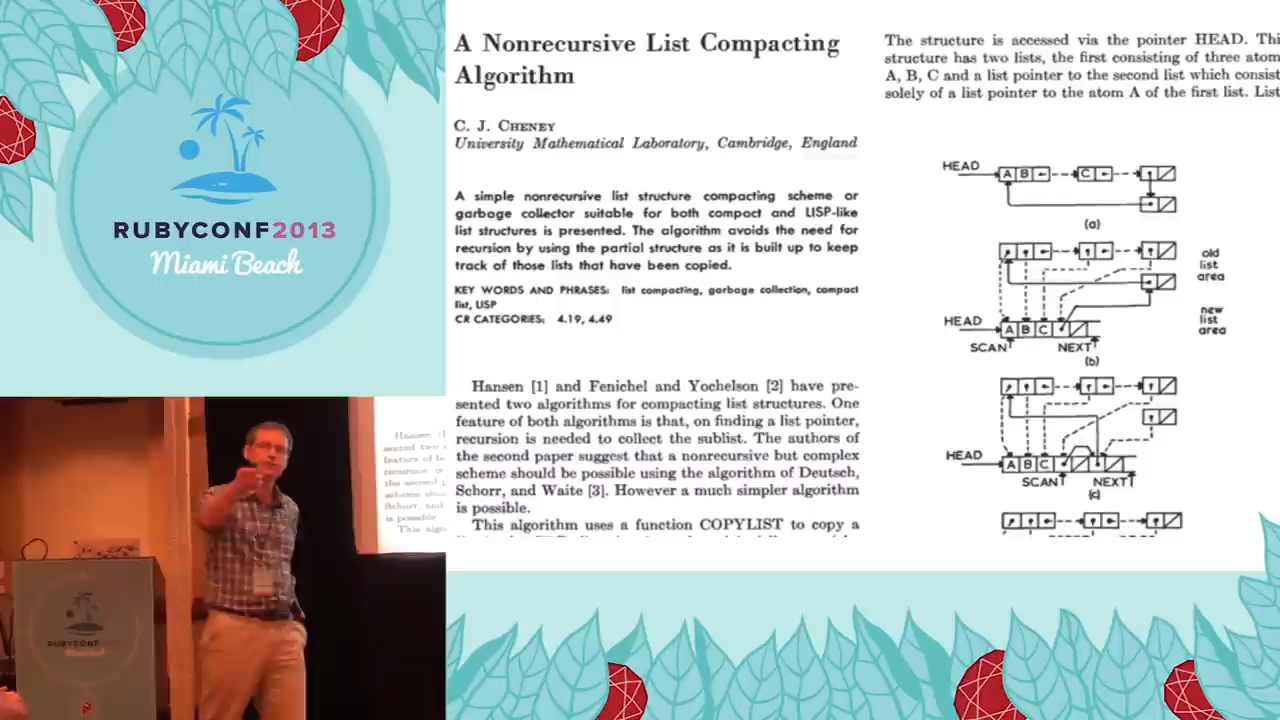 RUBYCONF2013
Miami Beach
A Nonrecursive List Compacting
Algorithm
C. J. CHENEY
University Mathematical Laboratory, Cambridge, England
A simple nonrecursive list structure compacting scheme or
garbage collector suitable for both compact and LISP-like
list structures is presented. The algorithm avoids the need for
recursion by using the partial structure as it is built up to keep
track of those lists that have been copied.
KEY WORDS AND PHRASES: list compacting, garbage collection, compact
list, LISP
CR CATEGORIES: 4.19, 4.49
Hansen [1] and Fenichel and Yochelson [2] have pre-
sented two algorithms for compacting list structures. One
feature of both algorithms is that, on finding a list pointer,
recursion is needed to collect the sublist. The authors of
the second paper suggest that a nonrecursive but complex
scheme should be possible using the algorithm of Deutsch,
Schorr, and Waite [3]. However a much simpler algorithm
is possible.
This algorithm uses a function COPYLIST to copy a
The structure is accessed via the pointer HEAD. Thi
structure has two lists, the first consisting of three atom
A, B, C and a list pointer to the second list which consist
solely of a list pointer to the atom A of the first list. List
HEAD
A B C
(a)
old
list
area
new
list
area
HEAD
A B C
SCAN NEXT
(b)
HEAD
A B C
SCAN NEXT
(c)
RUBYCONF2013